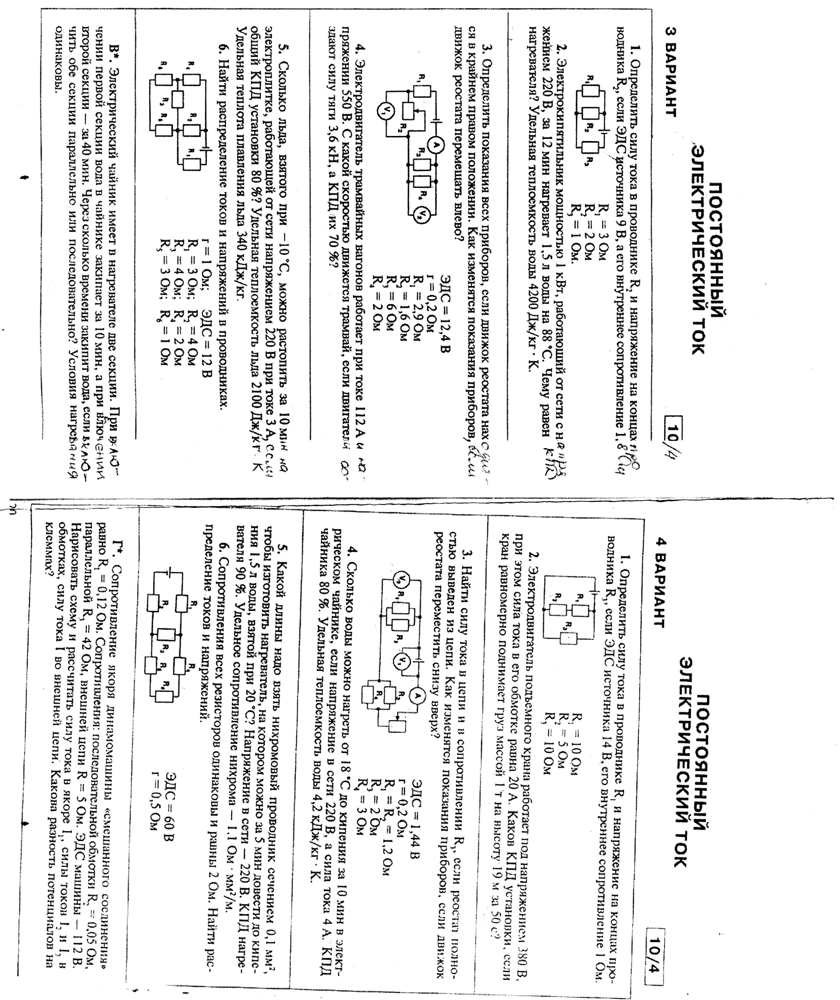 ПОСТОЯННЫЙ
ЭЛЕКТРИЧЕСКИЙ ТОК
3 ВАРИАНТ
10/4
1. Определить силу тока в проводнике R₂ и напряжение на концах про
водника R₂, если ЭДС источника 9 В, а его внутреннее сопротивление 1,8 Ом
R₁
R₂
R₃
R₁ = 3 Ом
R₂ = 2 Ом
R₃ = 1 Ом.
2. Электрокипятильник мощностью 1 кВт, работающий от сети с напря
жением 220 В, за 12 мин нагревает 1,5 л воды на 88 °С. Чему равен КПД
нагревателя? Удельная теплоемкость воды 4200 Дж/кг · К.
3. Определить показания всех приборов, если движок реостата находит-
ся в крайнем правом положении. Как изменятся показания приборов, если
движок реостата перемещать влево?
R₁
R₂
V₁
A
R₃
R₄
V₂
ЭДС = 12,4 В
r = 0,2 Ом
R₁ = 2,9 Ом
R₂ = 1,6 Ом
R₃ = 6 Ом
R₄ = 2 Ом
4. Электродвигатель трамвайных вагонов работает при токе 112 А и на
пряжении 550 В. С какой скоростью движется трамвай, если двигатели со-
здают силу тяги 3,6 кН, а КПД их 70 %?
5. Сколько льда, взятого при −10 °С, можно растопить за 10 мин на
электроплитке, работающей от сети напряжением 220 В при токе 3 А, если
общий КПД установки 80 %? Удельная теплоемкость льда 2100 Дж/кг · К
Удельная теплота плавления льда 340 кДж/кг.
6. Найти распределение токов и напряжений в проводниках.
R₁
R₂
R₃
r = 1 Ом; ЭДС = 12 В
R₁ = 3 Ом; R₂ = 4 Ом
R₃ = 4 Ом; R₄ = 2 Ом
R₅ = 3 Ом; R₆ = 1 Ом
В*. Электрический чайник имеет в нагревателе две секции. При вклю-
чении первой секции вода в чайнике закипает за 10 мин, а при включении
второй секции — за 40 мин. Через сколько времени закипит вода, если вклю-
чить обе секции параллельно или последовательно? Условия нагревания
одинаковы.
ПОСТОЯННЫЙ
ЭЛЕКТРИЧЕСКИЙ ТОК
4 ВАРИАНТ
10/4
1. Определить силу тока в проводнике R₁ и напряжение на концах про-
водника R₃, если ЭДС источника 14 В, его внутреннее сопротивление 1 Ом.
R₁
R₂
R₃
R₁ = 10 Ом
R₂ = 5 Ом
R₃ = 10 Ом
2. Электродвигатель подъемного крана работает под напряжением 380 В,
при этом сила тока в его обмотке равна 20 А. Каков КПД установки, если
кран равномерно поднимает груз массой 1 т на высоту 19 м за 50 с?
3. Найти силу тока в цепи и в сопротивлении R₃, если реостат полно-
стью выведен из цепи. Как изменятся показания приборов, если движок
реостата переместить снизу вверх?
V₂
R₁
R₂
V₁
A
R₃
R₄
ЭДС = 1,44 В
r = 0,2 Ом
R₁ = R₂ = 1,2 Ом
R₃ = 2 Ом
R₄ = 3 Ом
4. Сколько воды можно нагреть от 18 °С до кипения за 10 мин в элект-
рическом чайнике, если напряжение в сети 220 В, а сила тока 4 А. КПД
чайника 80 %. Удельная теплоемкость воды 4,2 кДж/кг · К.
5. Какой длины надо взять нихромовый проводник сечением 0,1 мм²,
чтобы изготовить нагреватель, на котором можно за 5 мин довести до кипе-
ния 1,5 л воды, взятой при 20 °С? Напряжение в сети — 220 В. КПД нагре-
вателя 90 %. Удельное сопротивление нихрома — 1,1 Ом · мм²/м.
6. Сопротивления всех резисторов одинаковы и равны 2 Ом. Найти рас-
пределение токов и напряжений.
R₁
R₂
R₃
ЭДС = 60 В
r = 0,5 Ом
Г*. Сопротивление якоря динамомашины «смешанного соединения»
равно R₁ = 0,12 Ом. Сопротивления: последовательной обмотки R₂ = 0,05 Ом,
параллельной R₃ = 42 Ом, внешней цепи R = 5 Ом. ЭДС машины — 112 В.
Нарисовать схему и рассчитать силу тока в якоре I₁, силы токов I₂ и I₃ в
обмотках, силу тока I во внешней цепи. Какова разность потенциалов на
клеммах?